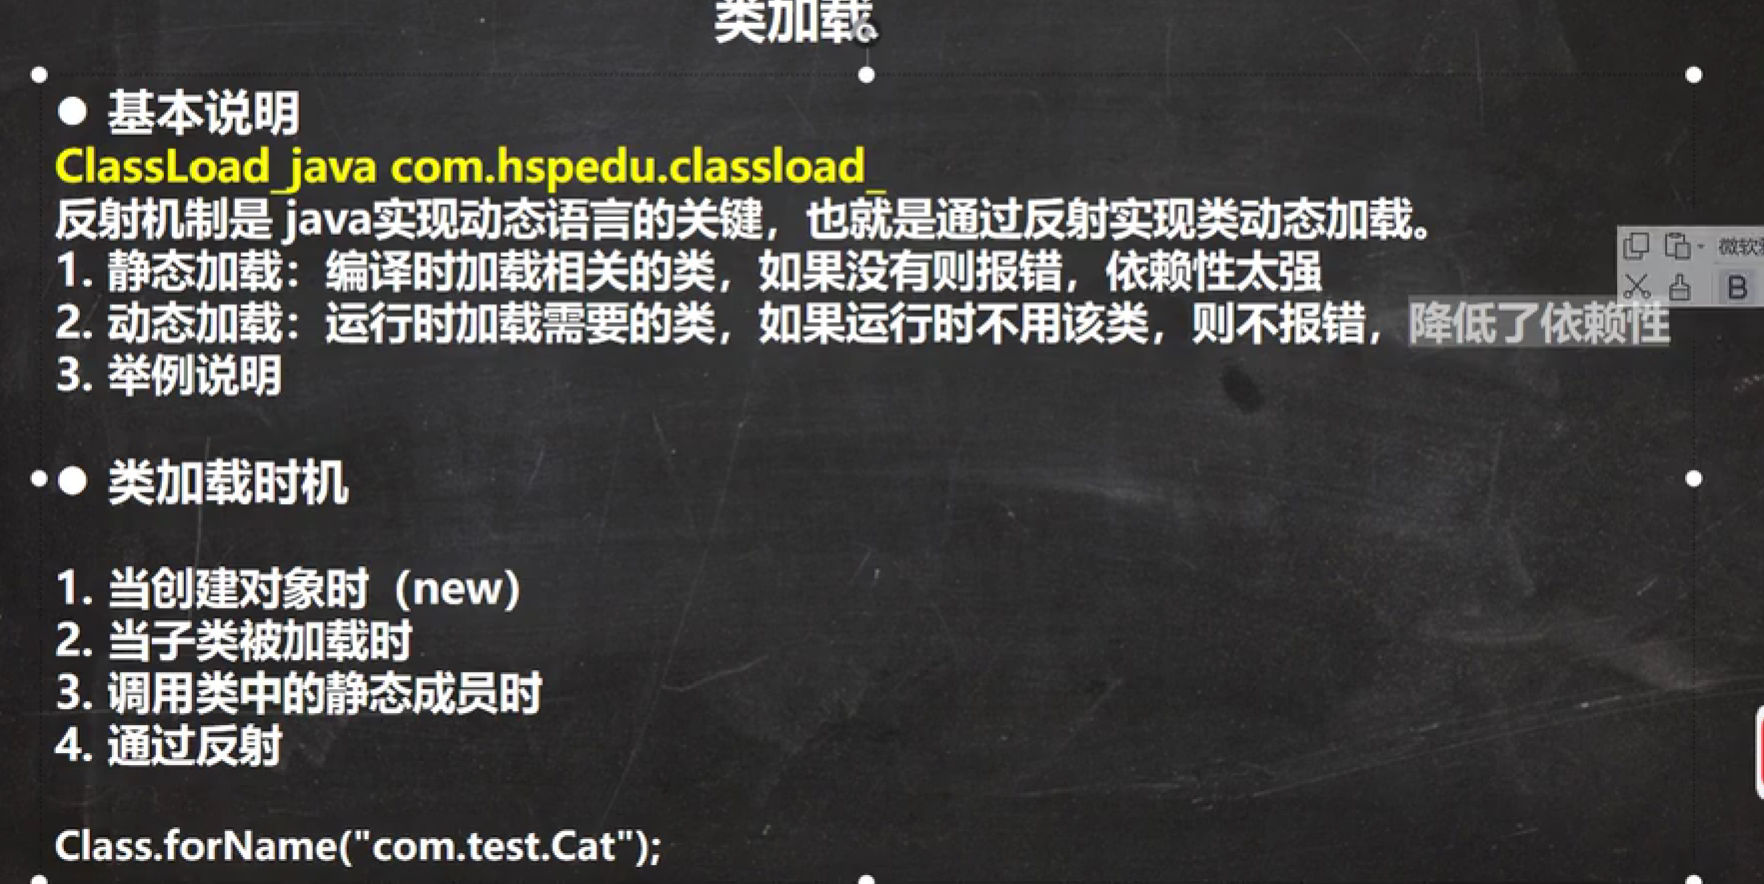 类加载
● 基本说明
ClassLoad_java com.hspedu.classload_
反射机制是 java实现动态语言的关键，也就是通过反射实现类动态加载。
1. 静态加载：编译时加载相关的类，如果没有则报错，依赖性太强
2. 动态加载：运行时加载需要的类，如果运行时不用该类，则不报错，降低了依赖性
3. 举例说明
● 类加载时机
1. 当创建对象时（new）
2. 当子类被加载时
3. 调用类中的静态成员时
4. 通过反射
Class.forName("com.test.Cat");
微软
B